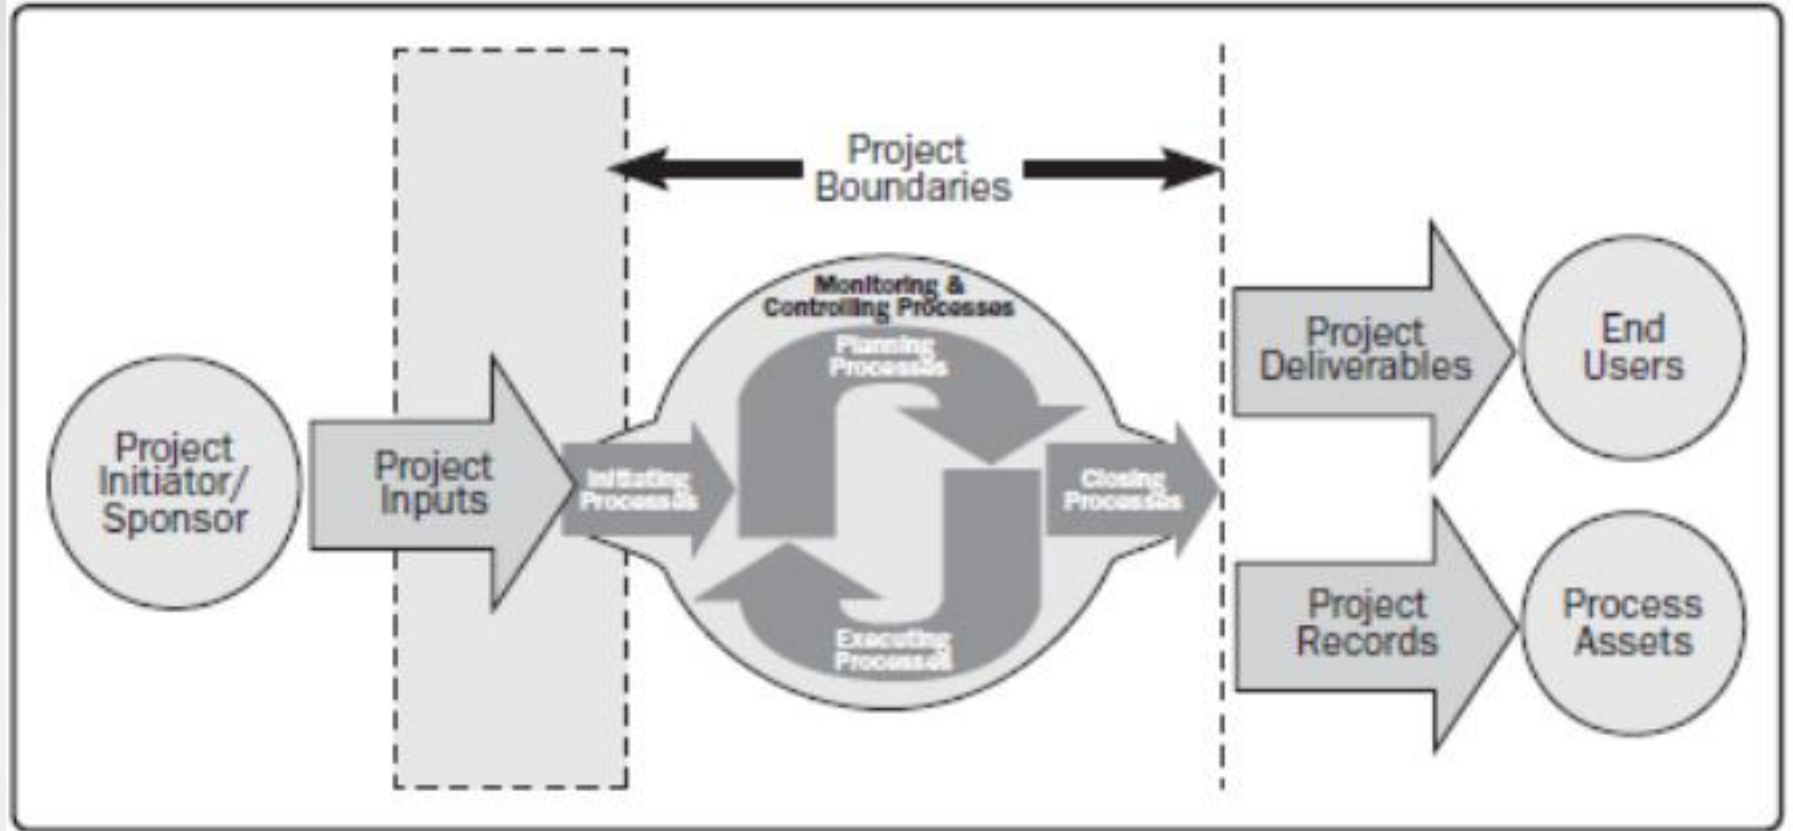 Project
Boundaries
Monitoring &
Controlling Processes
Planning
Processes
Project
Initiator/
Sponsor
Project
Inputs
Initiating
Processes
Closing
Processes
Executing
Processes
Project
Deliverables
End
Users
Project
Records
Process
Assets